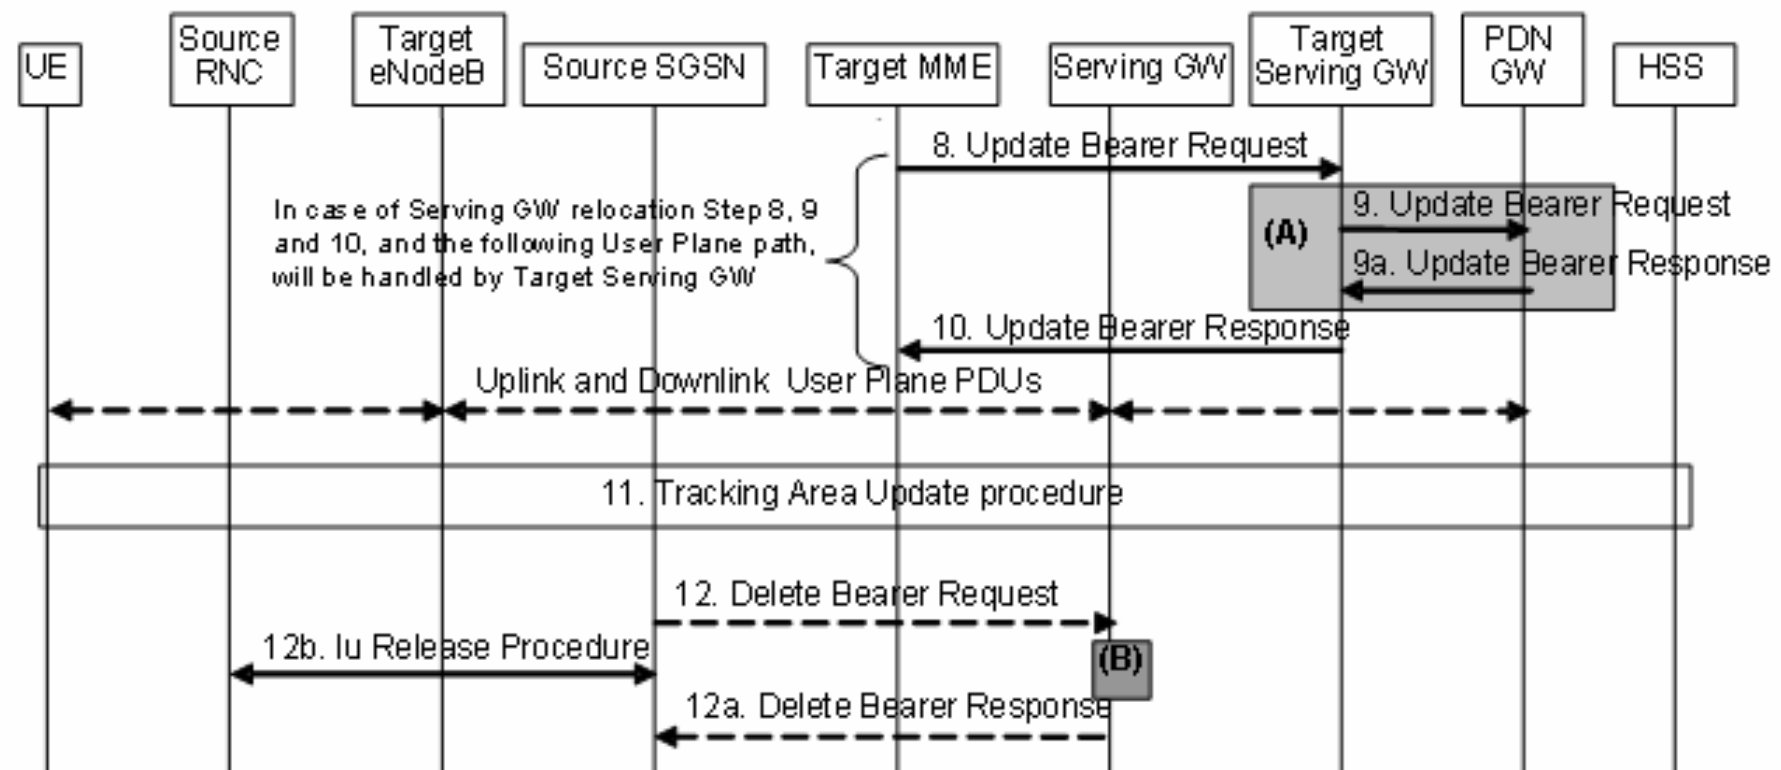 UE
Source
RNC
Target
eNodeB
Source SGSN
Target MME
Serving GW
Target
Serving GW
PDN
GW
HSS
8. Update Bearer Request
In case of Serving GW relocation Step 8, 9
and 10, and the following User Plane path,
will be handled by Target Serving GW
(A)
9. Update Bearer Request
9a. Update Bearer Response
10. Update Bearer Response
Uplink and Downlink User Plane PDUs
11. Tracking Area Update procedure
12. Delete Bearer Request
12b. Iu Release Procedure
(B)
12a. Delete Bearer Response